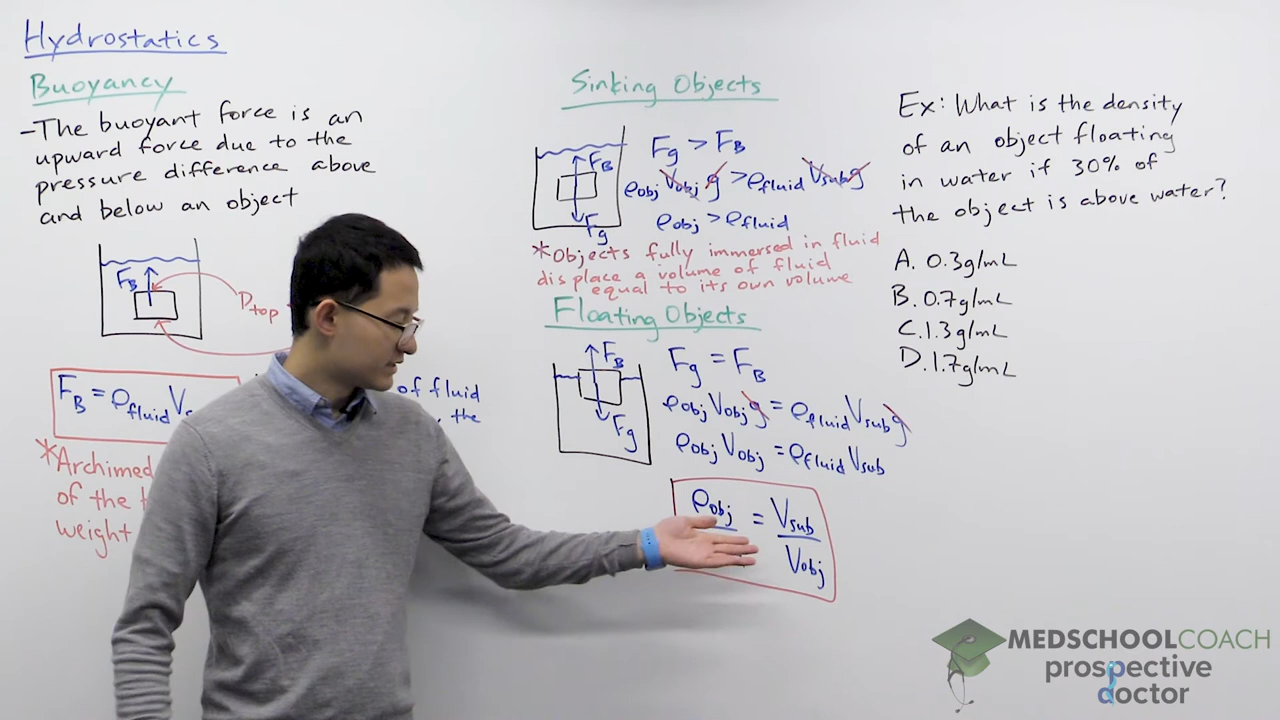 Hydrostatics
Buoyancy
-The buoyant force is an
upward force due to the
pressure difference above
and below an object
FB
Ptop
FB = ρfluid Vs
of fluid
the
*Archimed
of the
weight
Sinking Objects
FB
Fg
Fg > FB
ρobj Vobj g > ρfluid Vsub g
ρobj > ρfluid
*Objects fully immersed in fluid
displace a volume of fluid
equal to its own volume
Floating Objects
FB
Fg
Fg = FB
ρobj Vobj g = ρfluid Vsub g
ρobj Vobj = ρfluid Vsub
ρobj = Vsub
Vobj
Ex: What is the density
of an object floating
in water if 30% of
the object is above water?
A. 0.3g/mL
B. 0.7g/mL
C. 1.3g/mL
D. 1.7g/mL
MEDSCHOOLCOACH
prospective
doctor